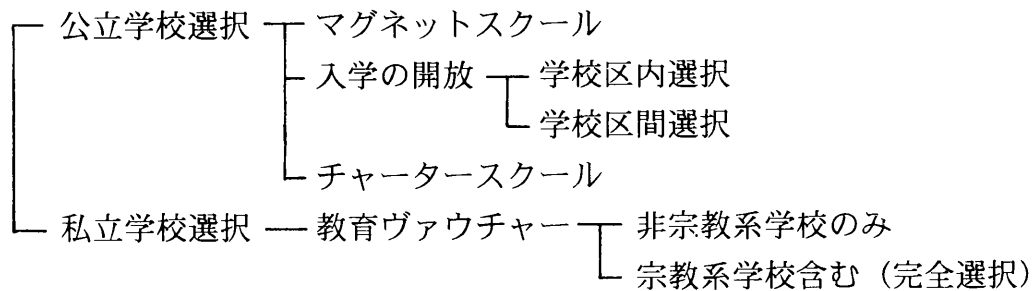 公立学校選択 マグネットスクール
入学の開放 学校区内選択
学校区間選択
チャータースクール
私立学校選択 教育ヴァウチャー 非宗教系学校のみ
宗教系学校含む（完全選択）